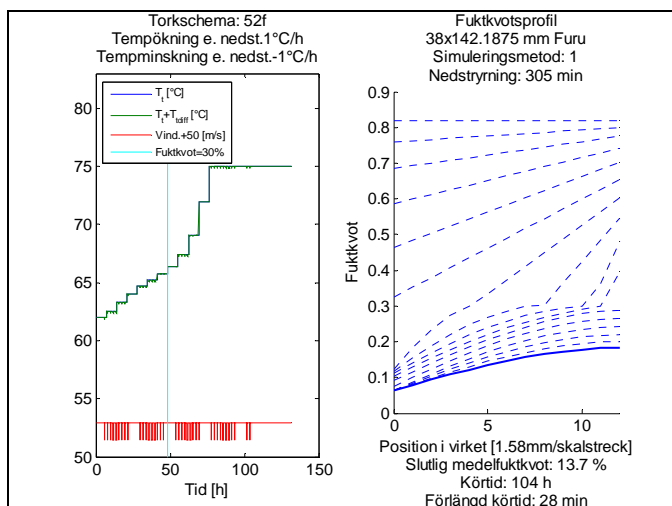 Torkschema: 52f
Tempökning e. nedst.1°C/h
Tempminskning e. nedst.-1°C/h
T_t [°C]
T_t+T_tdiff [°C]
Vind.+50 [m/s]
Fuktkvot=30%
80
75
70
65
60
55
50
0
50
100
150
Tid [h]
Fuktkvotsprofil
38x142.1875 mm Furu
Simuleringsmetod: 1
Nedstryrning: 305 min
0.9
0.8
0.7
0.6
0.5
0.4
0.3
0.2
0.1
0
Fuktkvot
0
5
10
Position i virket [1.58mm/skalstreck]
Slutlig medelfuktkvot: 13.7 %
Körtid: 104 h
Förlängd körtid: 28 min